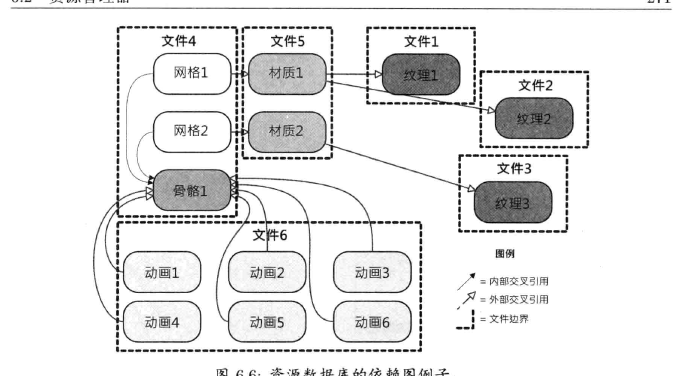 6.2 资源管理器 271
文件4
文件5
文件1
网格1
材质1
纹理1
文件2
纹理2
网格2
材质2
文件3
骨骼1
纹理3
文件6
图例
动画1
动画2
动画3
= 内部交叉引用
= 外部交叉引用
动画4
动画5
动画6
= 文件边界
图 6.6: 资源数据库的依赖图例子